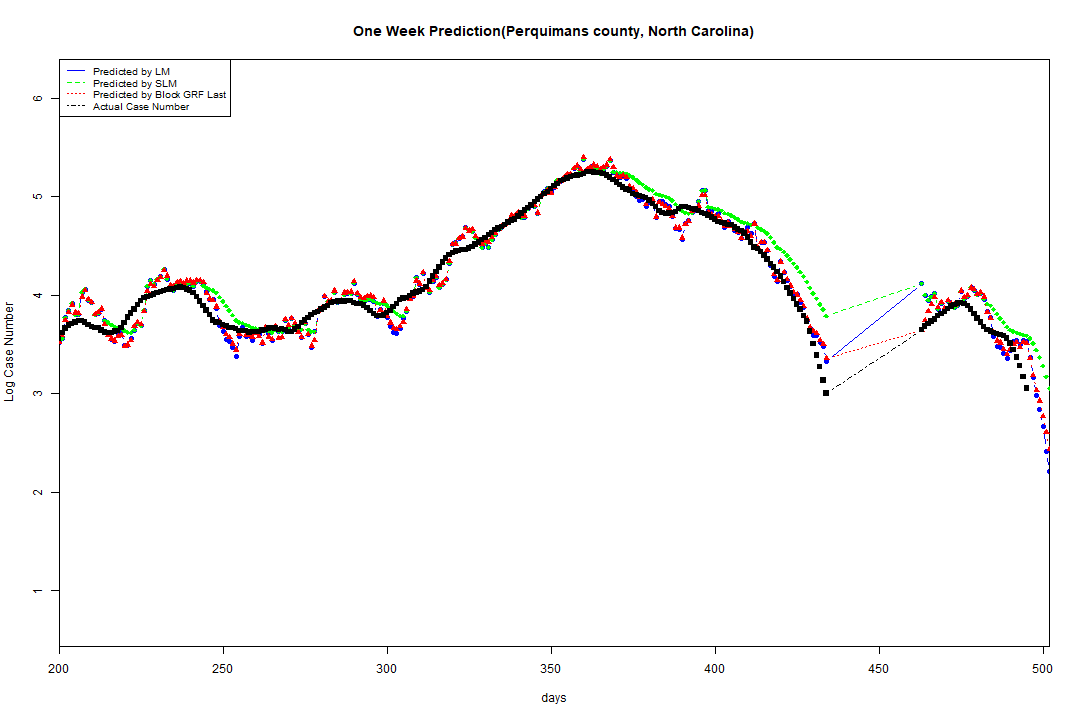 One Week Prediction(Perquimans county, North Carolina)
Predicted by LM
Predicted by SLM
Predicted by Block GRF Last
Actual Case Number
6
5
4
3
2
1
Log Case Number
200 250 300 350 400 450 500
days